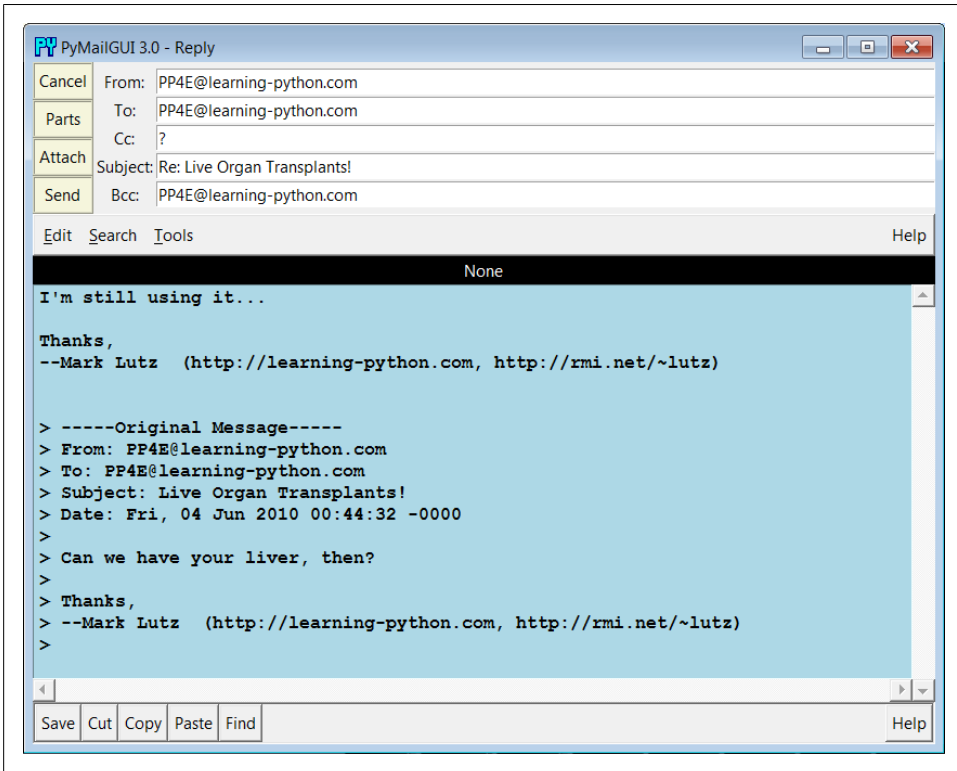 PyMailGUI 3.0 - Reply
Cancel From: PP4E@learning-python.com
Parts To: PP4E@learning-python.com
Cc: ?
Attach Subject: Re: Live Organ Transplants!
Send Bcc: PP4E@learning-python.com
Edit Search Tools Help
None
I'm still using it...
Thanks,
--Mark Lutz  (http://learning-python.com, http://rmi.net/~lutz)
> -----Original Message-----
> From: PP4E@learning-python.com
> To: PP4E@learning-python.com
> Subject: Live Organ Transplants!
> Date: Fri, 04 Jun 2010 00:44:32 -0000
>
> Can we have your liver, then?
>
> Thanks,
> --Mark Lutz  (http://learning-python.com, http://rmi.net/~lutz)
>
Save Cut Copy Paste Find Help